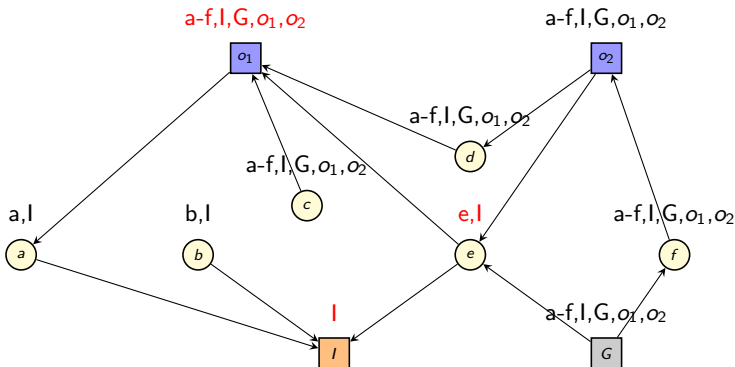 a-f,I,G,o₁,o₂
a-f,I,G,o₁,o₂
o₁
o₂
a-f,I,G,o₁,o₂
d
a-f,I,G,o₁,o₂
c
a,I
b,I
e,I
a-f,I,G,o₁,o₂
a
b
e
f
I
a-f,I,G,o₁,o₂
I
G